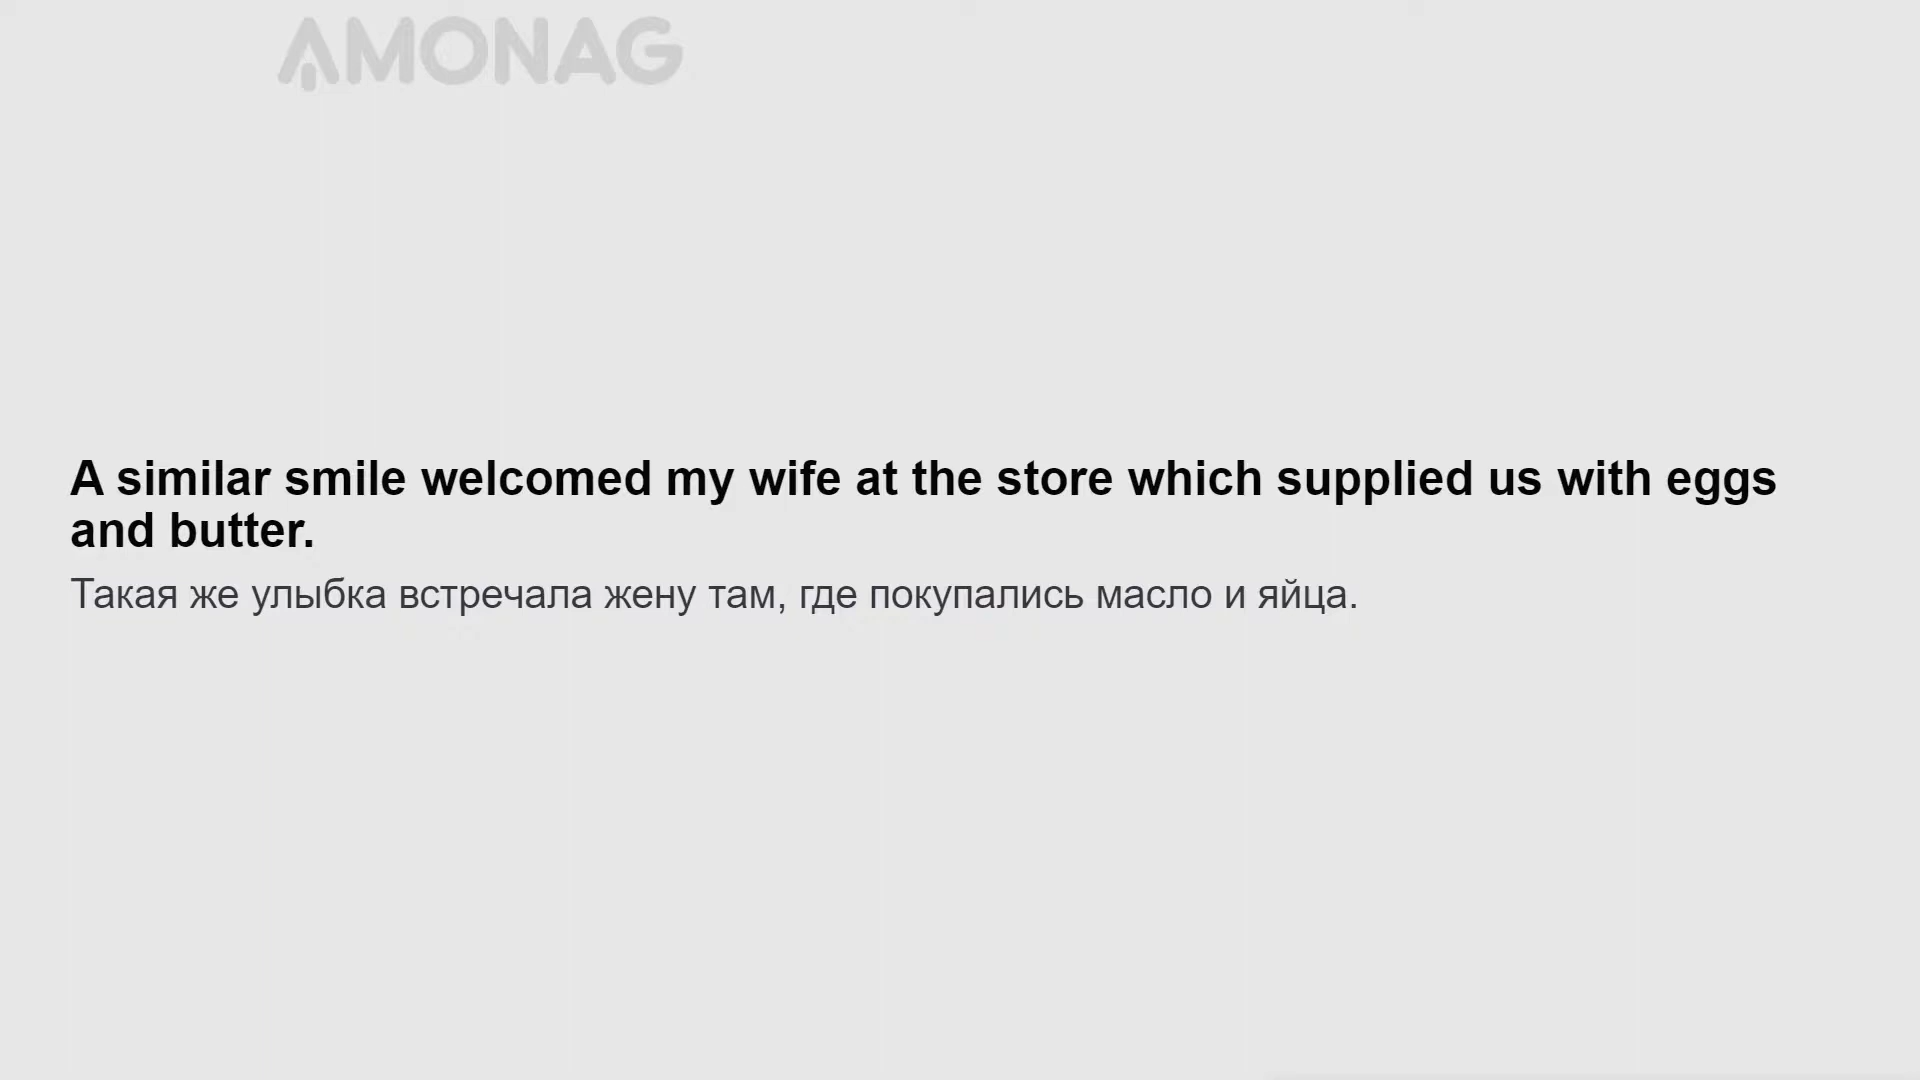 AMONAG
A similar smile welcomed my wife at the store which supplied us with eggs
and butter.
Такая же улыбка встречала жену там, где покупались масло и яйца.